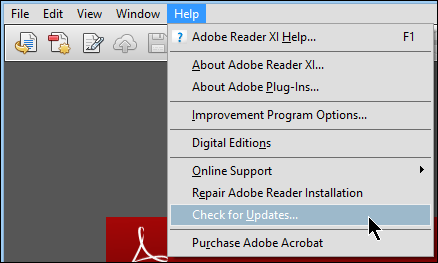 File Edit View Window Help
Adobe Reader XI Help... F1
About Adobe Reader XI...
About Adobe Plug-Ins...
Improvement Program Options...
Digital Editions
Online Support
Repair Adobe Reader Installation
Check for Updates...
Purchase Adobe Acrobat